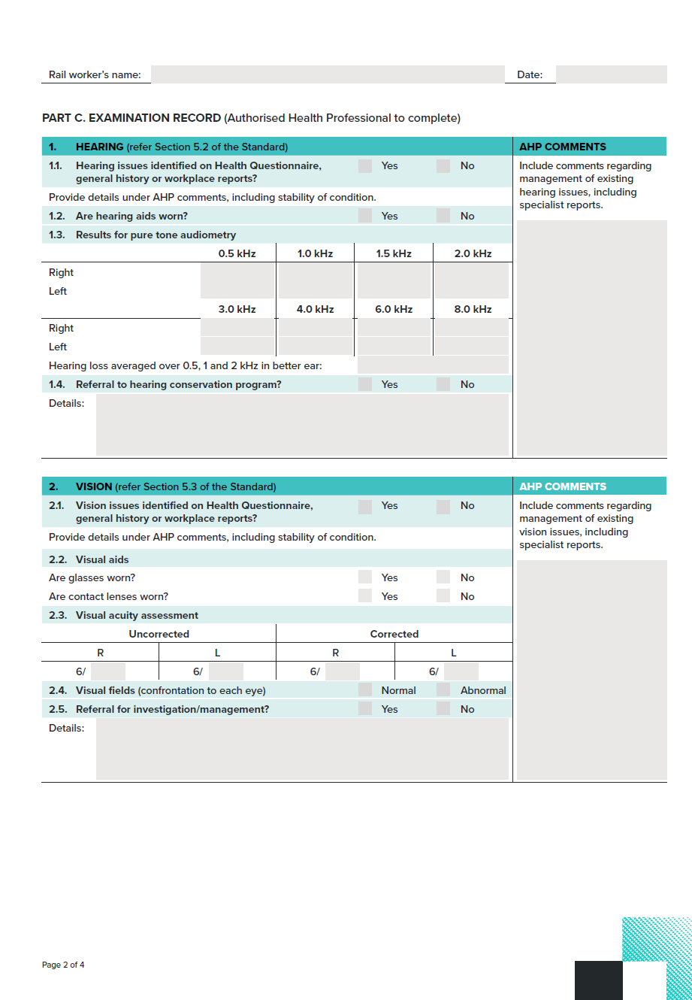 Rail worker's name: Date:
PART C. EXAMINATION RECORD (Authorised Health Professional to complete)
1. HEARING (refer Section 5.2 of the Standard) AHP COMMENTS
1.1. Hearing issues identified on Health Questionnaire, Yes No
general history or workplace reports?
Include comments regarding
management of existing
hearing issues, including
specialist reports.
Provide details under AHP comments, including stability of condition.
1.2. Are hearing aids worn? Yes No
1.3. Results for pure tone audiometry
0.5 kHz 1.0 kHz 1.5 kHz 2.0 kHz
Right
Left
3.0 kHz 4.0 kHz 6.0 kHz 8.0 kHz
Right
Left
Hearing loss averaged over 0.5, 1 and 2 kHz in better ear:
1.4. Referral to hearing conservation program? Yes No
Details:
2. VISION (refer Section 5.3 of the Standard) AHP COMMENTS
2.1. Vision issues identified on Health Questionnaire, Yes No
general history or workplace reports?
Include comments regarding
management of existing
vision issues, including
specialist reports.
Provide details under AHP comments, including stability of condition.
2.2. Visual aids
Are glasses worn? Yes No
Are contact lenses worn? Yes No
2.3. Visual acuity assessment
Uncorrected Corrected
R L R L
6/ 6/ 6/ 6/
2.4. Visual fields (confrontation to each eye) Normal Abnormal
2.5. Referral for investigation/management? Yes No
Details:
Page 2 of 4